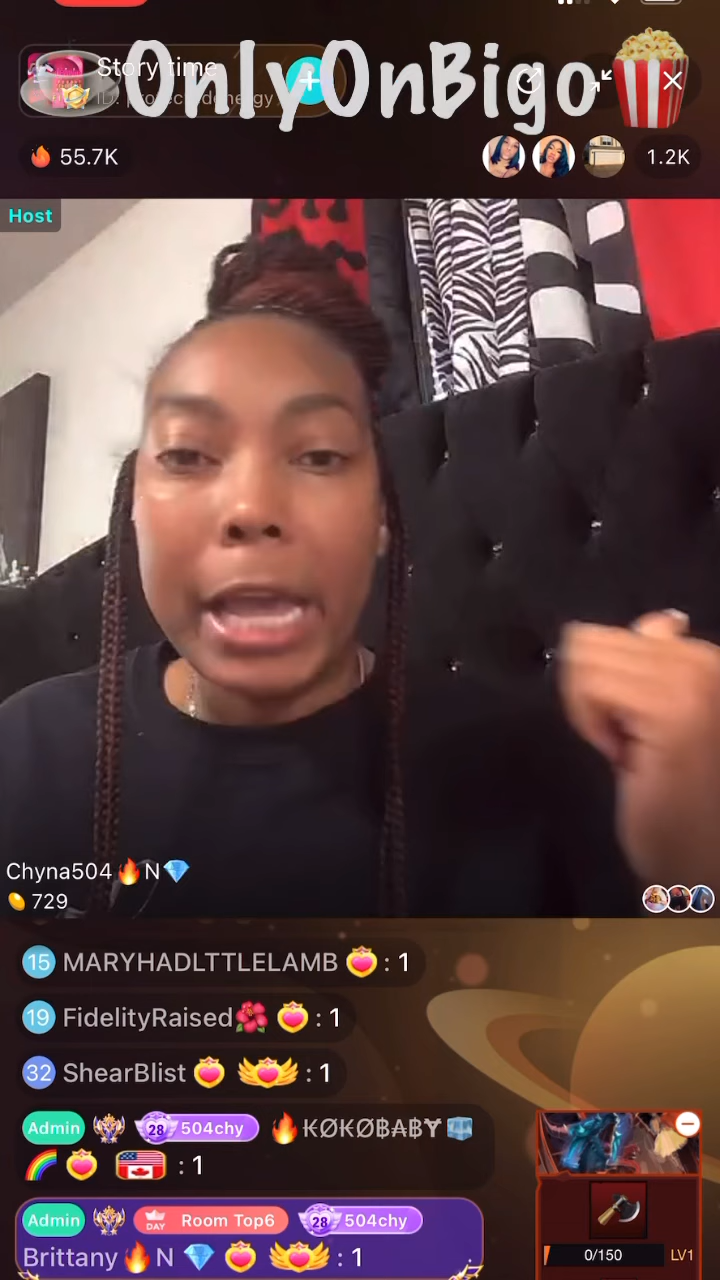 OnlyOnBigo
Story time
55.7K
1.2K
Host
Chyna504🔥N💎
729
15 MARYHADLTTLELAMB : 1
19 FidelityRaised🌺 : 1
32 ShearBlist : 1
Admin 28 504chy 🔥₭ØKØ฿₳฿Ɏ🧊
🌈 : 1
Admin DAY Room Top6 28 504chy
Brittany🔥N 💎 : 1
0/150 LV1